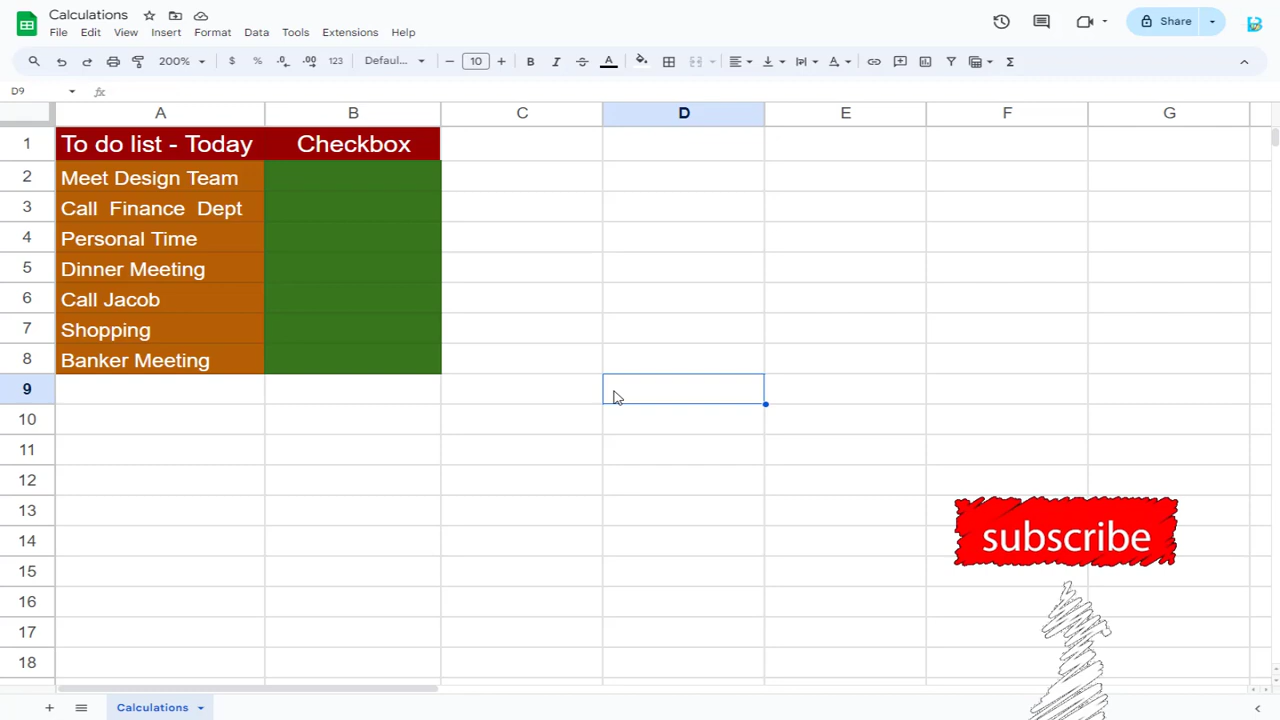 Calculations
File Edit View Insert Format Data Tools Extensions Help
Share
200% $ % .0 .00 123 Defaul... 10 B I S A
D9 fx
A B C D E F G
1 To do list - Today Checkbox
2 Meet Design Team
3 Call Finance Dept
4 Personal Time
5 Dinner Meeting
6 Call Jacob
7 Shopping
8 Banker Meeting
9
10
11
12
13
subscribe
14
15
16
17
18
Calculations